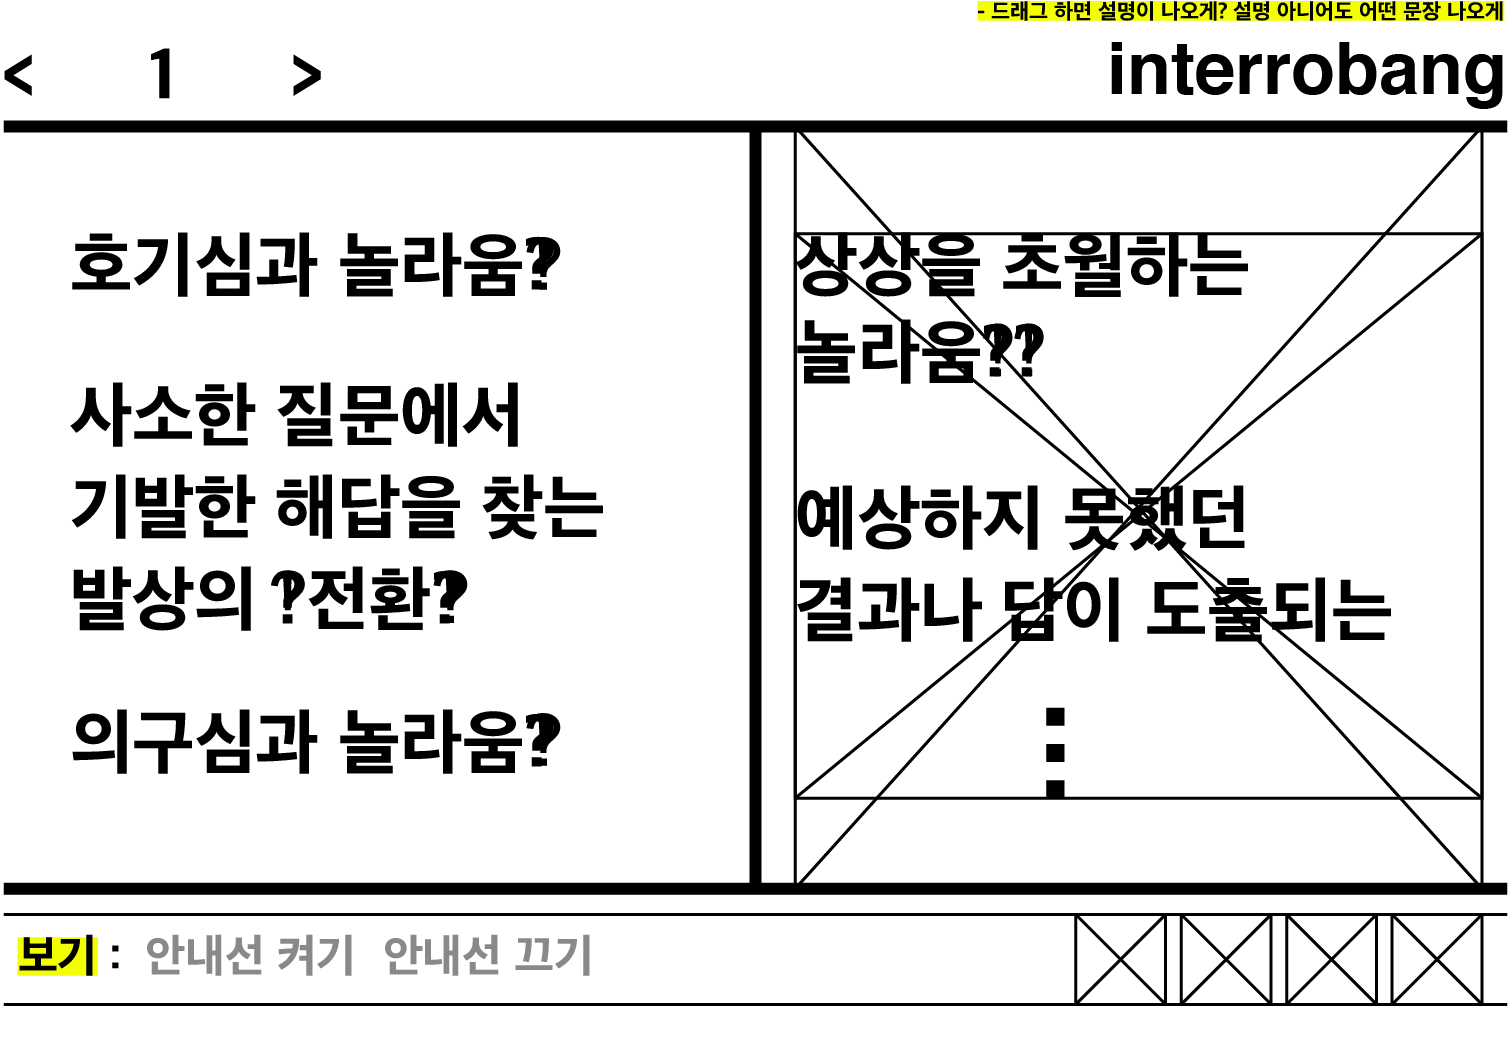 - 드래그 하면 설명이 나오게? 설명 아니어도 어떤 문장 나오게
< 1 >
interrobang
호기심과 놀라움‽
사소한 질문에서
기발한 해답을 찾는
발상의 ‽전환‽
의구심과 놀라움‽
상상을 초월하는
놀라움‽‽
예상하지 못했던
결과나 답이 도출되는
⋮
보기 : 안내선 켜기 안내선 끄기